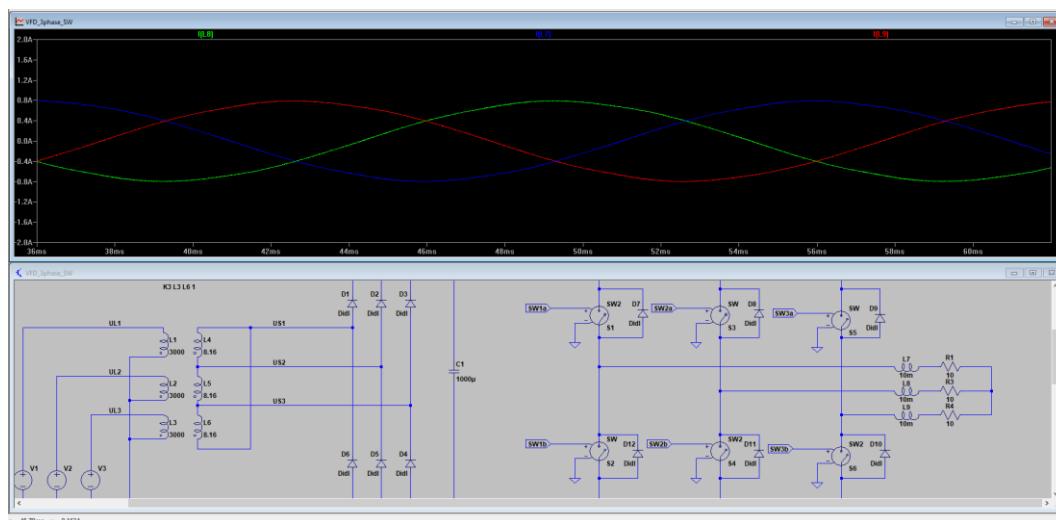 VFD_3phase_SW
I(L8) I(L7) I(L9)
2.0A
1.6A
1.2A
0.8A
0.4A
0.0A
-0.4A
-0.8A
-1.2A
-1.6A
-2.0A
36ms 38ms 40ms 42ms 44ms 46ms 48ms 50ms 52ms 54ms 56ms 58ms 60ms
VFD_3phase_SW
K3 L3 L6 1
D1 D2 D3
Didl Didl Didl
UL1 US1
L1 L4
3000 8.16
UL2 US2
L2 L5
3000 8.16
UL3 US3
L3 L6
3000 8.16
V1 V2 V3
D6 D5 D4
Didl Didl Didl
C1
1000µ
SW1a SW2 D7
S1 Didl
SW2a SW D8
S3 Didl
SW3a SW D9
S5 Didl
L7 R1
10m 10
L8 R3
10m 10
L9 R4
10m 10
SW1b SW D12
S2 Didl
SW2b SW2 D11
S4 Didl
SW3b SW2 D10
S6 Didl